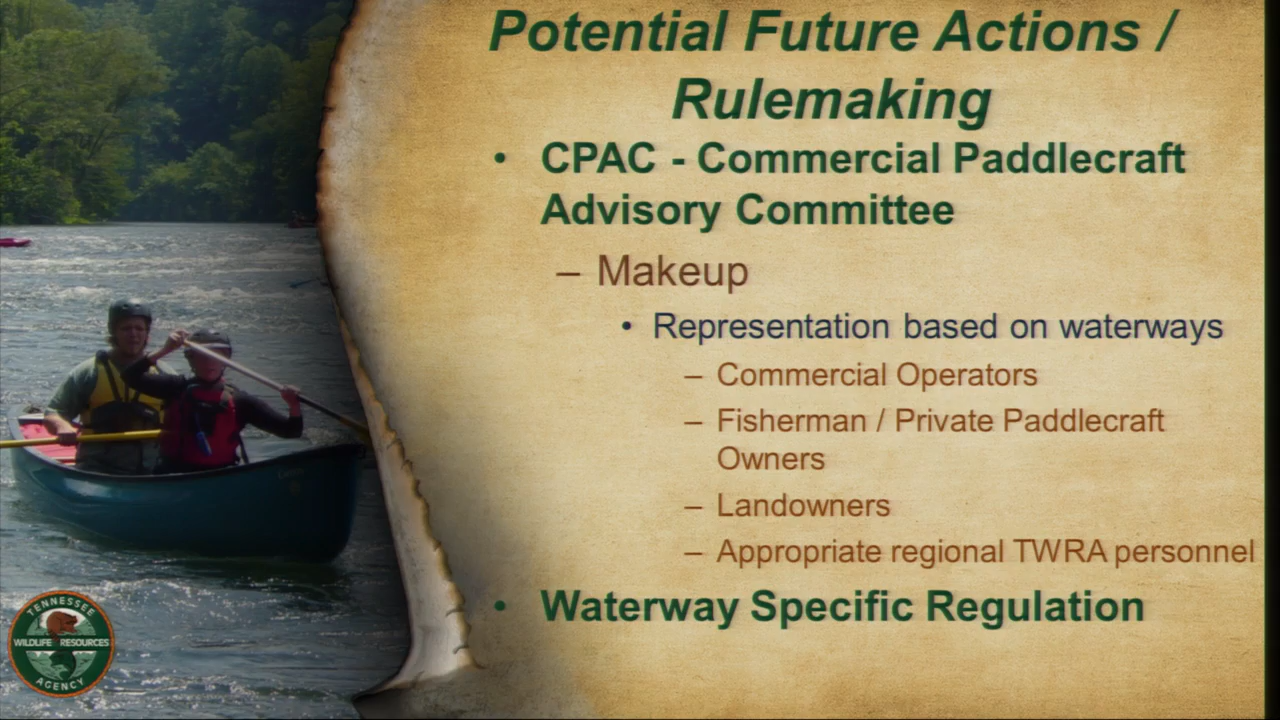 Potential Future Actions /
Rulemaking
• CPAC - Commercial Paddlecraft
Advisory Committee
– Makeup
• Representation based on waterways
– Commercial Operators
– Fisherman / Private Paddlecraft
Owners
– Landowners
– Appropriate regional TWRA personnel
• Waterway Specific Regulation
TENNESSEE
WILDLIFE RESOURCES
AGENCY